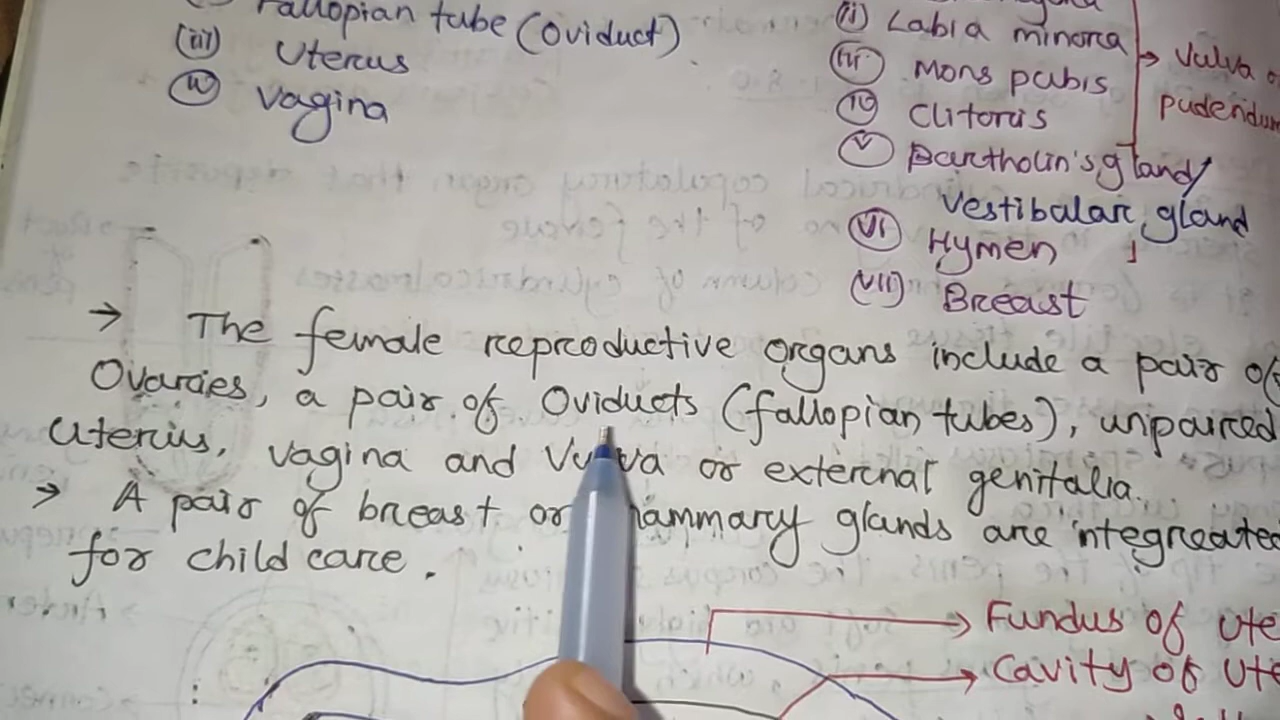 Fallopian tube (Oviduct)
(iii) Uterus
(iv) Vagina
(ii) Labia minora
(iii) Mons pubis
(iv) Clitoris
(v) Bartholin's gland/
Vestibalar gland
(vi) Hymen
(vii) Breast
→ Vulva o
pudendum
→ The female reproductive organs include a pair of
Ovaries, a pair of Oviducts (fallopian tubes), unpaired
Uterus, vagina and Vulva or external genitalia.
→ A pair of breast or mammary glands are integreated
for child care.
→ Fundus of Ute
→ Cavity of Ut